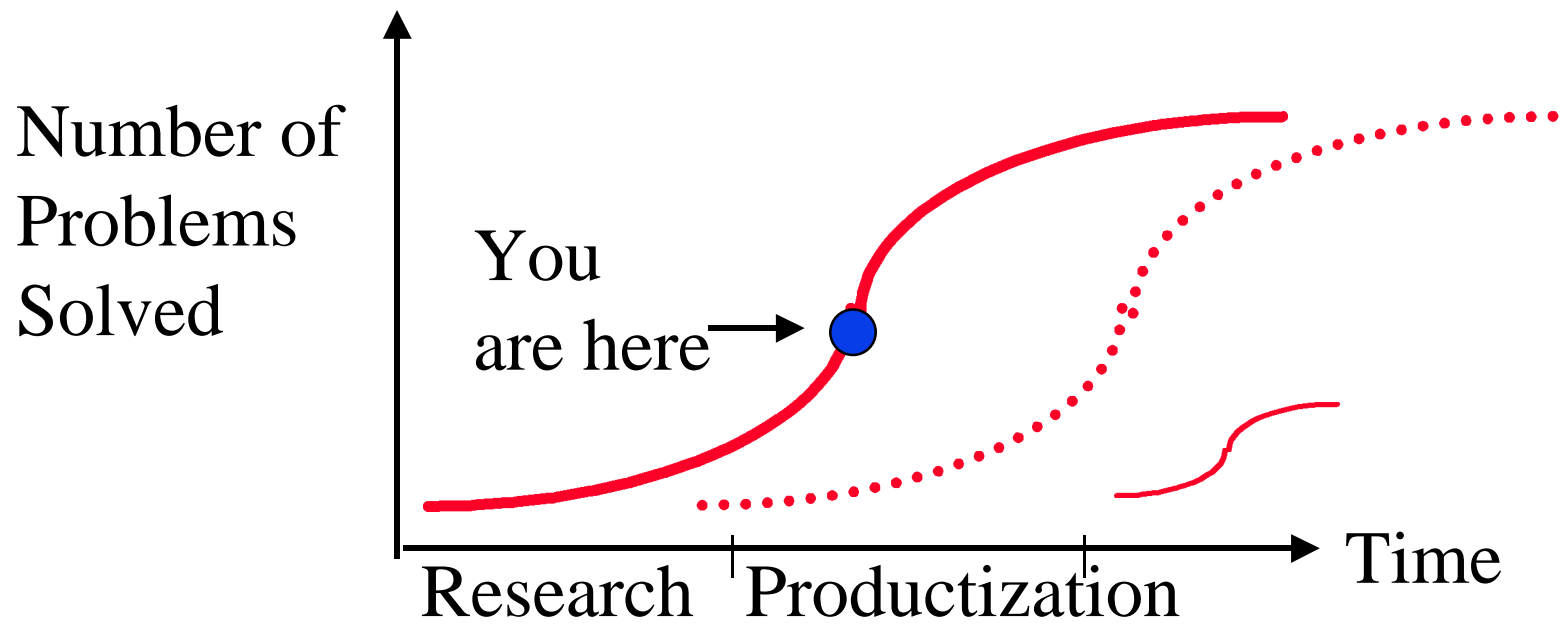 Number of
Problems
Solved
You
are here
Time
Research
Productization